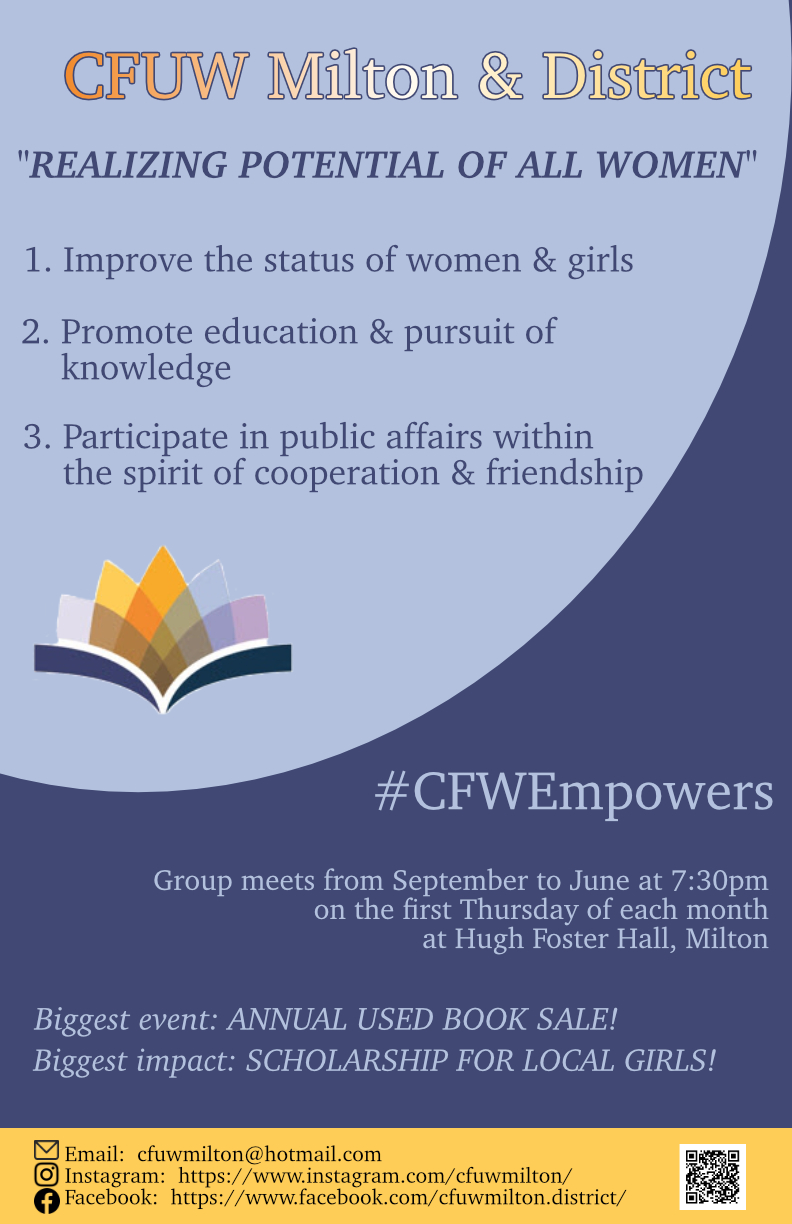 CFUW Milton & District
"REALIZING POTENTIAL OF ALL WOMEN"
1. Improve the status of women & girls
2. Promote education & pursuit of
knowledge
3. Participate in public affairs within
the spirit of cooperation & friendship
#CFWEmpowers
Group meets from September to June at 7:30pm
on the first Thursday of each month
at Hugh Foster Hall, Milton
Biggest event: ANNUAL USED BOOK SALE!
Biggest impact: SCHOLARSHIP FOR LOCAL GIRLS!
Email: cfuwmilton@hotmail.com
Instagram: https://www.instagram.com/cfuwmilton/
Facebook: https://www.facebook.com/cfuwmilton.district/